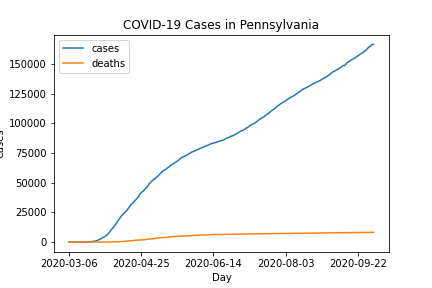 COVID-19 Cases in Pennsylvania
cases
deaths
150000
125000
100000
75000
50000
25000
0
cases
2020-03-06 2020-04-25 2020-06-14 2020-08-03 2020-09-22
Day